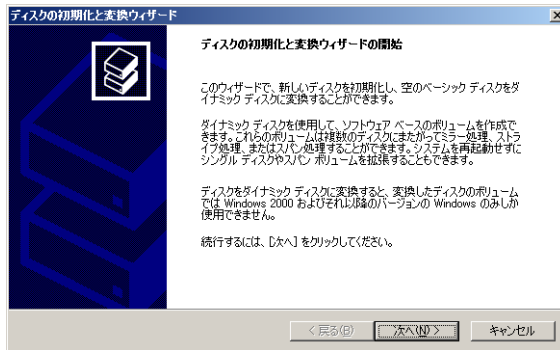 ディスクの初期化と変換ウィザード
ディスクの初期化と変換ウィザードの開始
このウィザードで、新しいディスクを初期化し、空のベーシック ディスクをダ
イナミック ディスクに変換することができます。
ダイナミック ディスクを使用して、ソフトウェア ベースのボリュームを作成で
きます。これらのボリュームは複数のディスクにまたがってミラー処理、ストラ
イプ処理、またはスパン処理することができます。システムを再起動せずに
シングル ディスクやスパン ボリュームを拡張することもできます。
ディスクをダイナミック ディスクに変換すると、変換したディスクのボリューム
では Windows 2000 およびそれ以降のバージョンの Windows のみしか
使用できません。
続行するには、[次へ] をクリックしてください。
< 戻る(B)
次へ(N) >
キャンセル